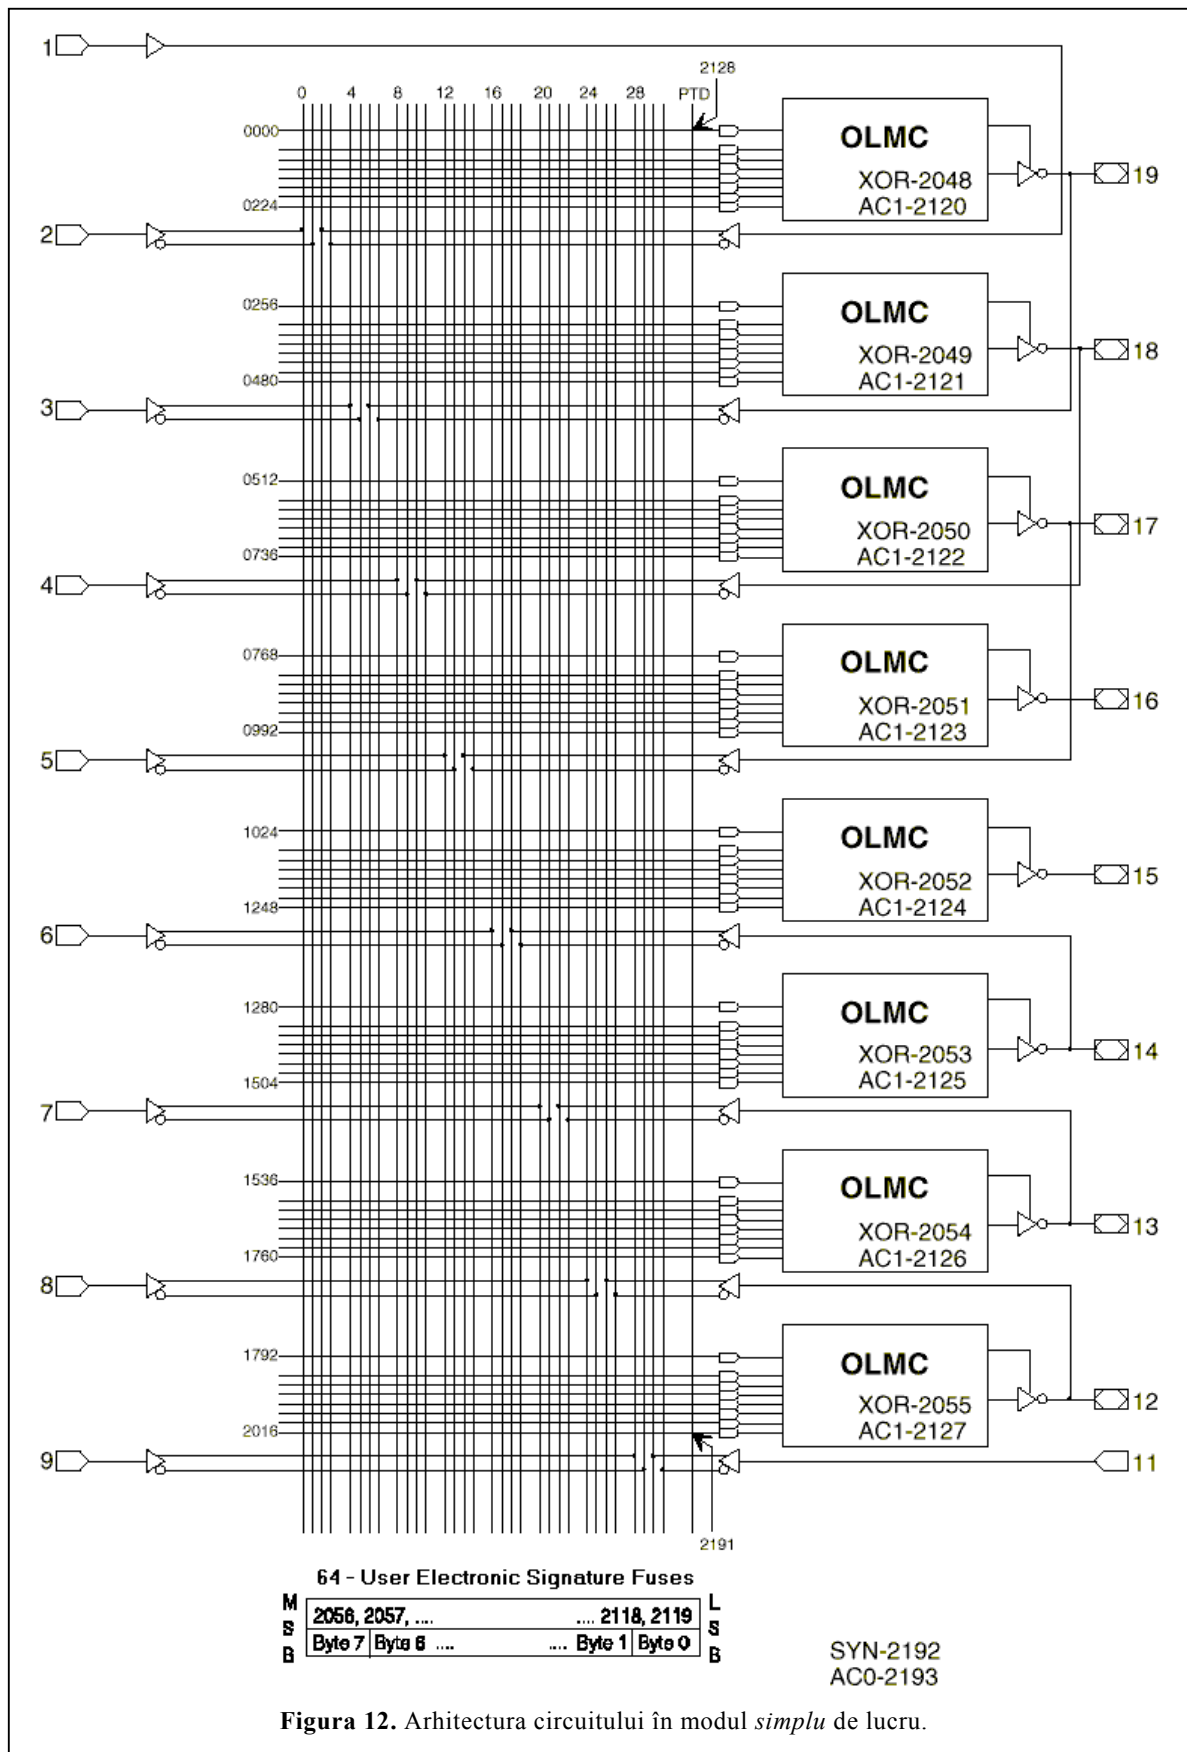 1
2128
0 4 8 12 16 20 24 28 PTD
0000
OLMC
XOR-2048
AC1-2120
19
0224
2
0256
OLMC
XOR-2049
AC1-2121
18
0480
3
0512
OLMC
XOR-2050
AC1-2122
17
0736
4
0768
OLMC
XOR-2051
AC1-2123
16
0992
5
1024
OLMC
XOR-2052
AC1-2124
15
1248
6
1280
OLMC
XOR-2053
AC1-2125
14
1504
7
1536
OLMC
XOR-2054
AC1-2126
13
1760
8
1792
OLMC
XOR-2055
AC1-2127
12
2016
9
11
2191
64 - User Electronic Signature Fuses
MSB
2056, 2057, .... .... 2118, 2119
Byte 7 Byte 6 .... .... Byte 1 Byte 0
LSB
SYN-2192
AC0-2193
Figura 12. Arhitectura circuitului în modul simplu de lucru.